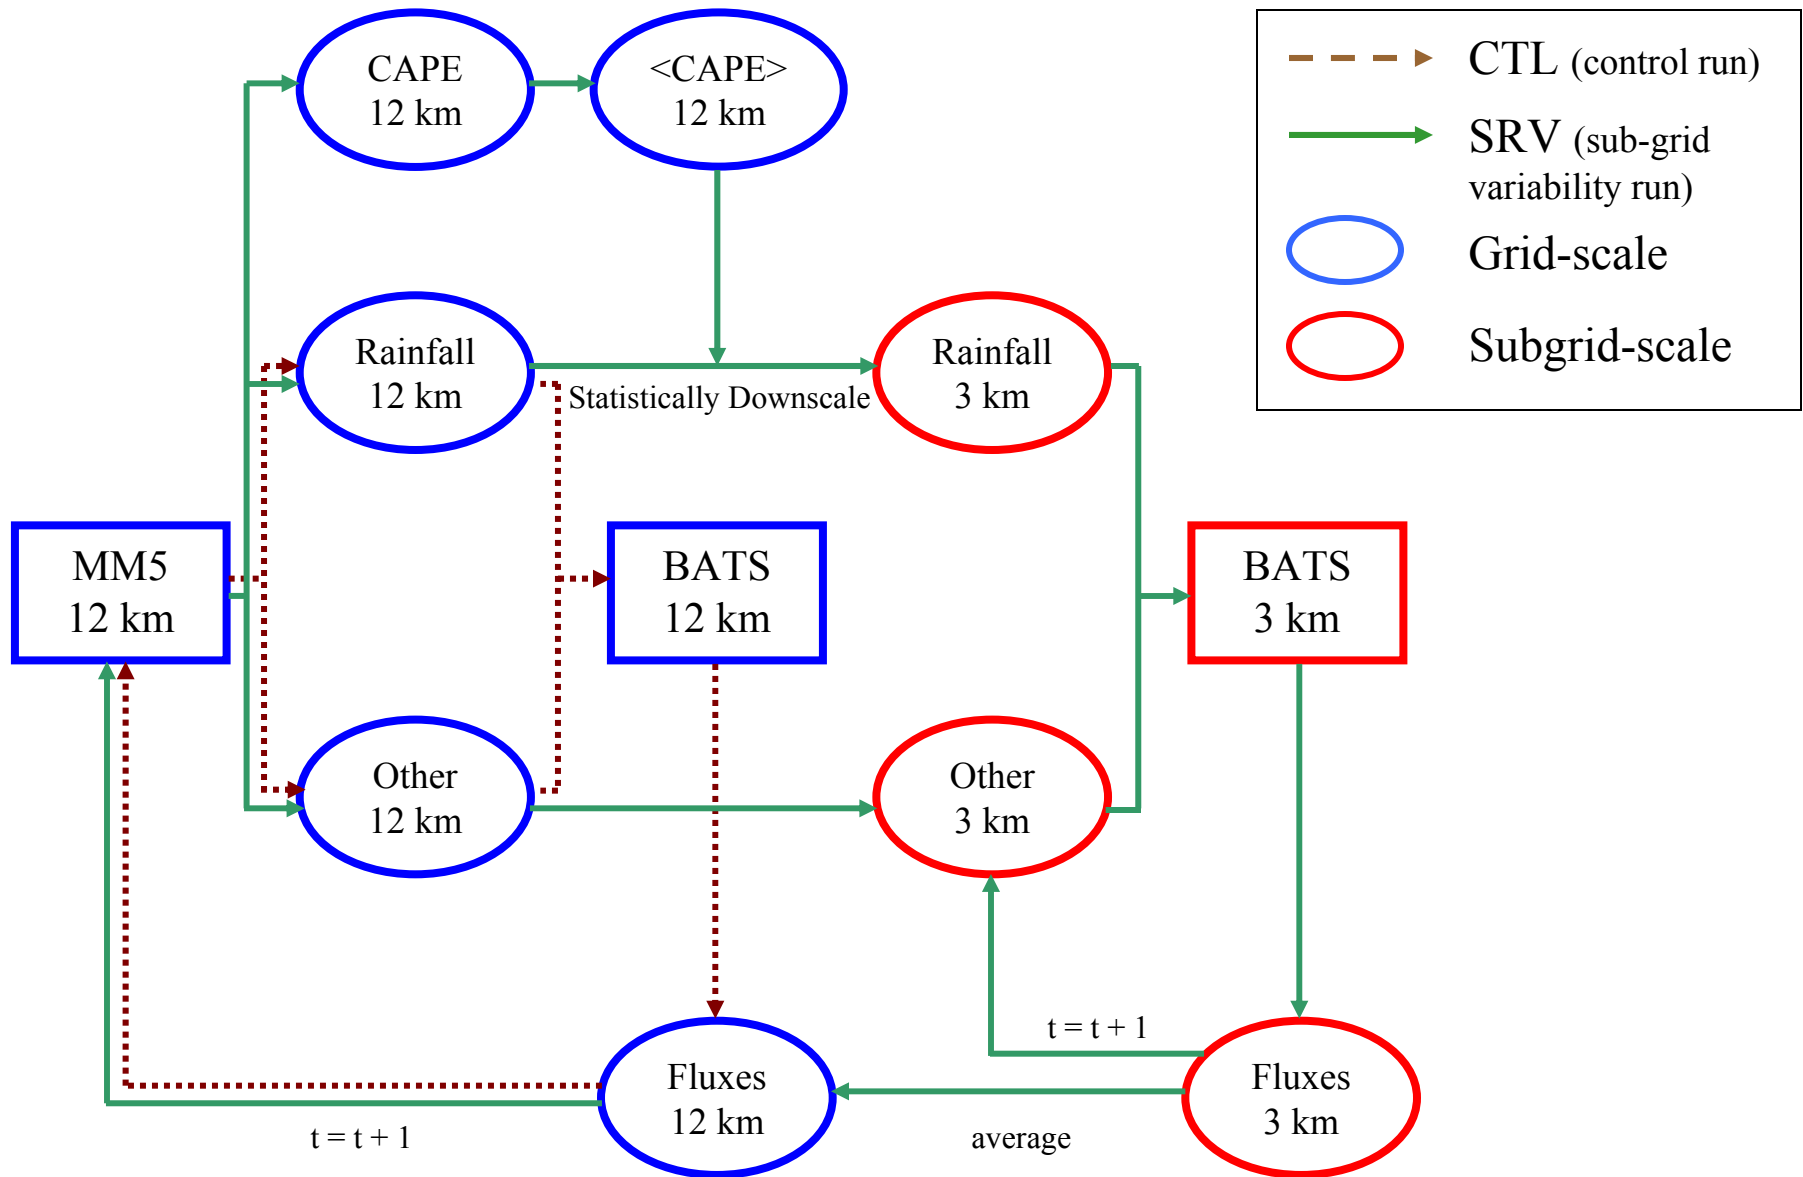 CAPE
12 km
<CAPE>
12 km
CTL (control run)
SRV (sub-grid
variability run)
Grid-scale
Subgrid-scale
Rainfall
12 km
Statistically Downscale
Rainfall
3 km
MM5
12 km
BATS
12 km
BATS
3 km
Other
12 km
Other
3 km
t = t + 1
Fluxes
12 km
Fluxes
3 km
t = t + 1
average